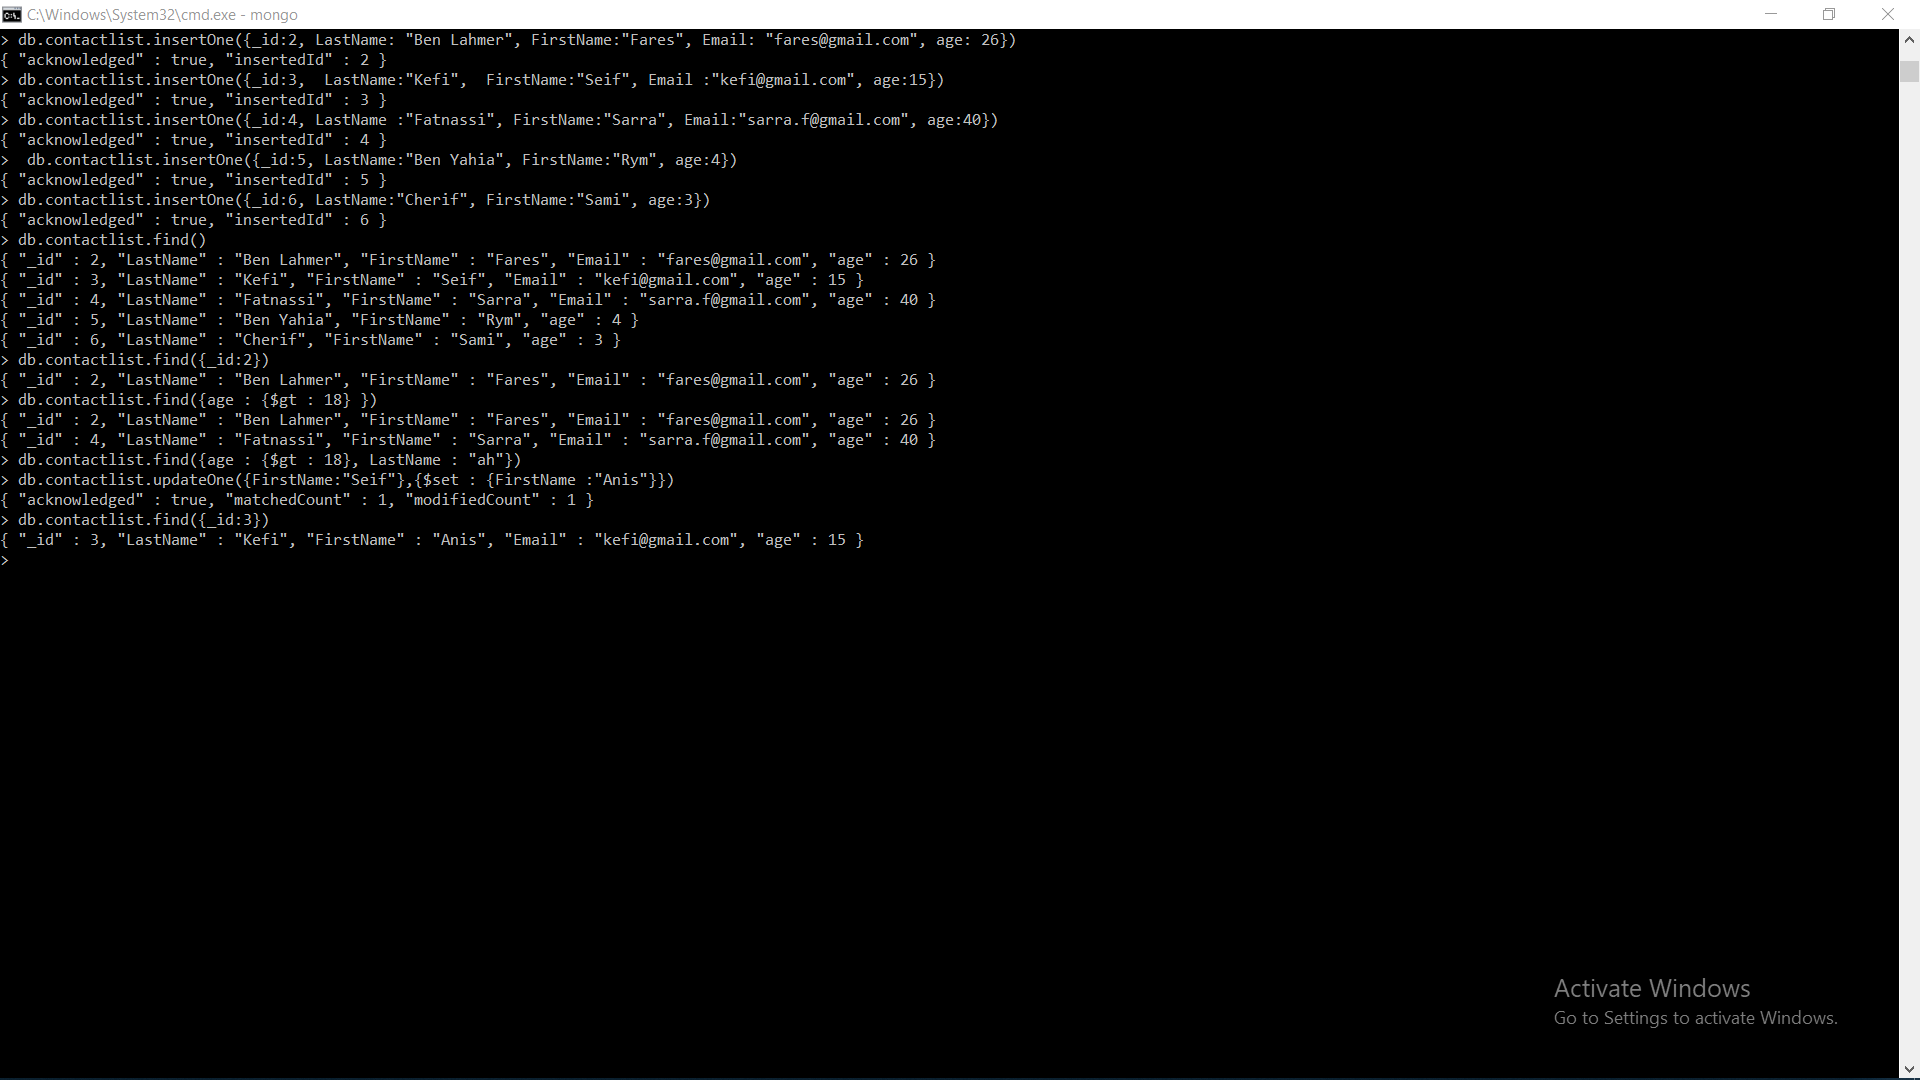 C:\Windows\System32\cmd.exe - mongo
> db.contactlist.insertOne({_id:2, LastName: "Ben Lahmer", FirstName:"Fares", Email: "fares@gmail.com", age: 26})
{ "acknowledged" : true, "insertedId" : 2 }
> db.contactlist.insertOne({_id:3,  LastName:"Kefi",  FirstName:"Seif", Email :"kefi@gmail.com", age:15})
{ "acknowledged" : true, "insertedId" : 3 }
> db.contactlist.insertOne({_id:4, LastName :"Fatnassi", FirstName:"Sarra", Email:"sarra.f@gmail.com", age:40})
{ "acknowledged" : true, "insertedId" : 4 }
>  db.contactlist.insertOne({_id:5, LastName:"Ben Yahia", FirstName:"Rym", age:4})
{ "acknowledged" : true, "insertedId" : 5 }
> db.contactlist.insertOne({_id:6, LastName:"Cherif", FirstName:"Sami", age:3})
{ "acknowledged" : true, "insertedId" : 6 }
> db.contactlist.find()
{ "_id" : 2, "LastName" : "Ben Lahmer", "FirstName" : "Fares", "Email" : "fares@gmail.com", "age" : 26 }
{ "_id" : 3, "LastName" : "Kefi", "FirstName" : "Seif", "Email" : "kefi@gmail.com", "age" : 15 }
{ "_id" : 4, "LastName" : "Fatnassi", "FirstName" : "Sarra", "Email" : "sarra.f@gmail.com", "age" : 40 }
{ "_id" : 5, "LastName" : "Ben Yahia", "FirstName" : "Rym", "age" : 4 }
{ "_id" : 6, "LastName" : "Cherif", "FirstName" : "Sami", "age" : 3 }
> db.contactlist.find({_id:2})
{ "_id" : 2, "LastName" : "Ben Lahmer", "FirstName" : "Fares", "Email" : "fares@gmail.com", "age" : 26 }
> db.contactlist.find({age : {$gt : 18} })
{ "_id" : 2, "LastName" : "Ben Lahmer", "FirstName" : "Fares", "Email" : "fares@gmail.com", "age" : 26 }
{ "_id" : 4, "LastName" : "Fatnassi", "FirstName" : "Sarra", "Email" : "sarra.f@gmail.com", "age" : 40 }
> db.contactlist.find({age : {$gt : 18}, LastName : "ah"})
> db.contactlist.updateOne({FirstName:"Seif"},{$set : {FirstName :"Anis"}})
{ "acknowledged" : true, "matchedCount" : 1, "modifiedCount" : 1 }
> db.contactlist.find({_id:3})
{ "_id" : 3, "LastName" : "Kefi", "FirstName" : "Anis", "Email" : "kefi@gmail.com", "age" : 15 }
>
Activate Windows
Go to Settings to activate Windows.